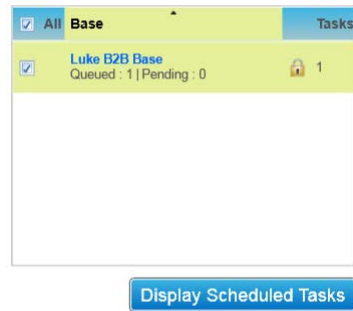 All Base Tasks
Luke B2B Base
Queued : 1 | Pending : 0 1
Display Scheduled Tasks